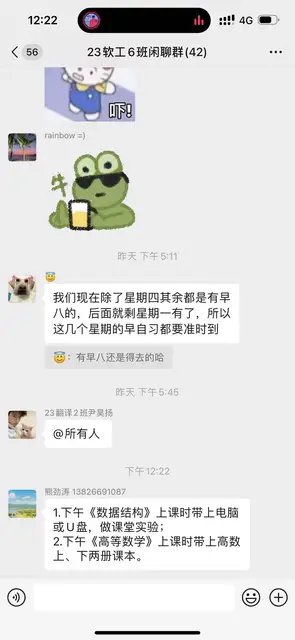 12:22
4G
56
23软工6班闲聊群(42)
吓!
rainbow =)
牛
昨天 下午5:11
我们现在除了星期四其余都是有早
八的，后面就剩星期一有了，所以
这几个星期的早自习都要准时到
：有早八还是得去的哈
昨天 下午5:45
23翻译2班尹昊扬
@所有人
下午12:22
熊劲涛 13826691087
1.下午《数据结构》上课时带上电脑
或U盘，做课堂实验；
2.下午《高等数学》上课时带上高数
上、下两册课本。